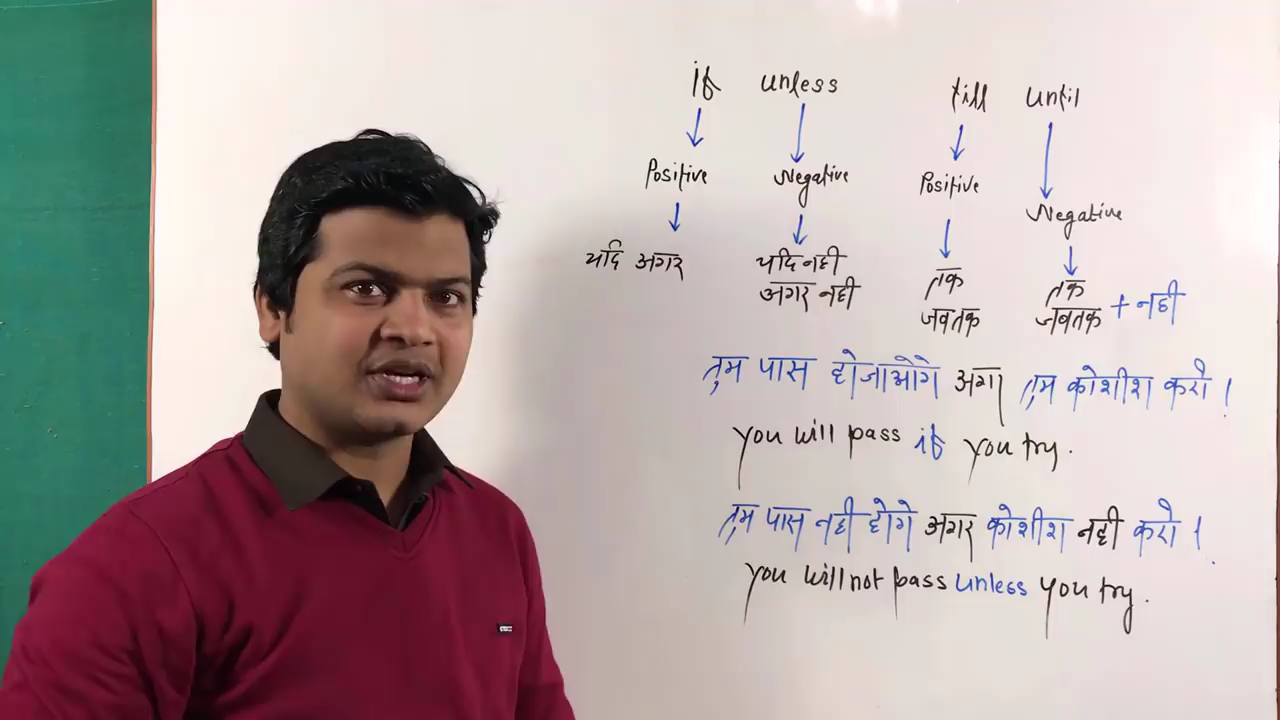 if unless till until
Positive Negative Positive Negative
यदि अगर यदि नही तक तक
अगर नही जबतक जबतक + नही
तुम पास होजाओगे अगर तुम कोशीश करो ।
you will pass if you try.
तुम पास नही होगे अगर कोशीश नही करो ।
you will not pass unless you try.